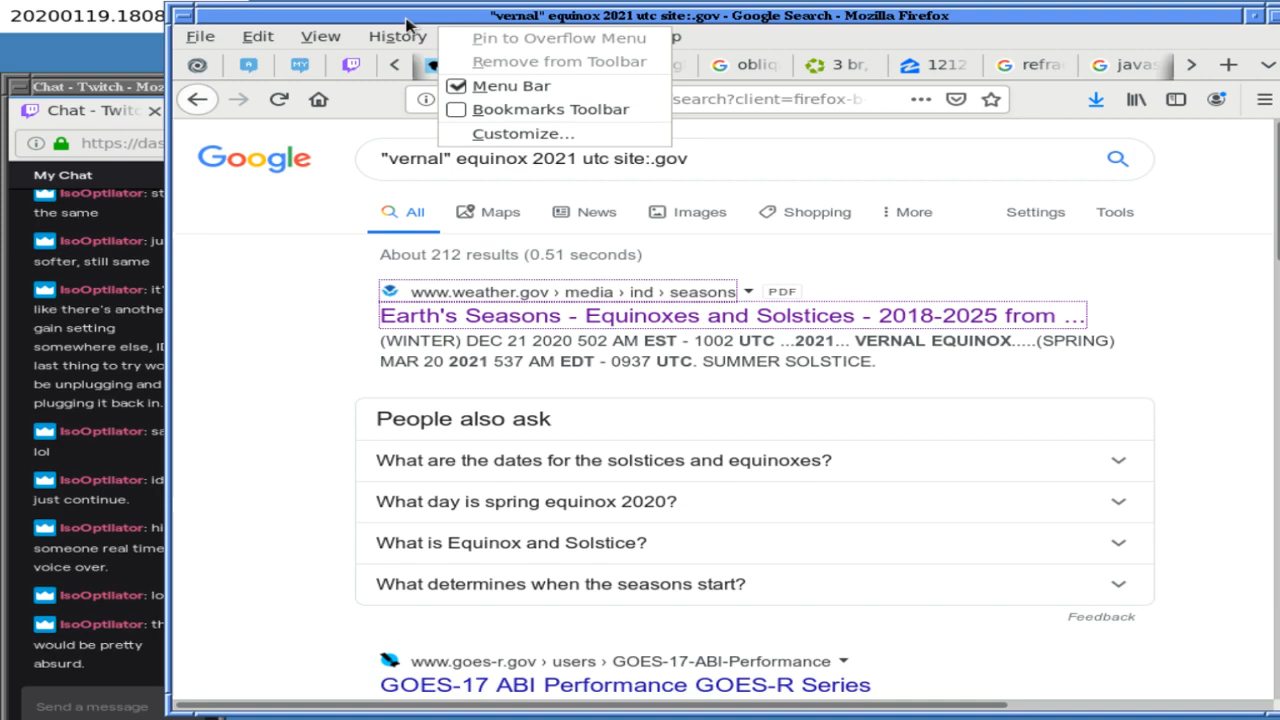 20200119.1808
"vernal" equinox 2021 utc site:.gov - Google Search - Mozilla Firefox
File Edit View History
Pin to Overflow Menu
Remove from Toolbar
Menu Bar
Bookmarks Toolbar
Customize...
obliq
3 br,
1212
refra
javas
search?client=firefox-b-
Chat - Twitch - Moz
Chat - Twitc
https://das
My Chat
IsoOptilator: st
the same
IsoOptilator: ju
softer, still same
IsoOptilator: it'
like there's anothe
gain setting
somewhere else, I
last thing to try wo
be unplugging and
plugging it back in.
IsoOptilator: sa
lol
IsoOptilator: id
just continue.
IsoOptilator: hi
someone real time
voice over.
IsoOptilator: lo
IsoOptilator: th
would be pretty
absurd.
Send a message
Google
"vernal" equinox 2021 utc site:.gov
All Maps News Images Shopping More Settings Tools
About 212 results (0.51 seconds)
www.weather.gov › media › ind › seasons PDF
Earth's Seasons - Equinoxes and Solstices - 2018-2025 from ...
(WINTER) DEC 21 2020 502 AM EST - 1002 UTC ...2021... VERNAL EQUINOX.....(SPRING)
MAR 20 2021 537 AM EDT - 0937 UTC. SUMMER SOLSTICE.
People also ask
What are the dates for the solstices and equinoxes?
What day is spring equinox 2020?
What is Equinox and Solstice?
What determines when the seasons start?
Feedback
www.goes-r.gov › users › GOES-17-ABI-Performance
GOES-17 ABI Performance GOES-R Series